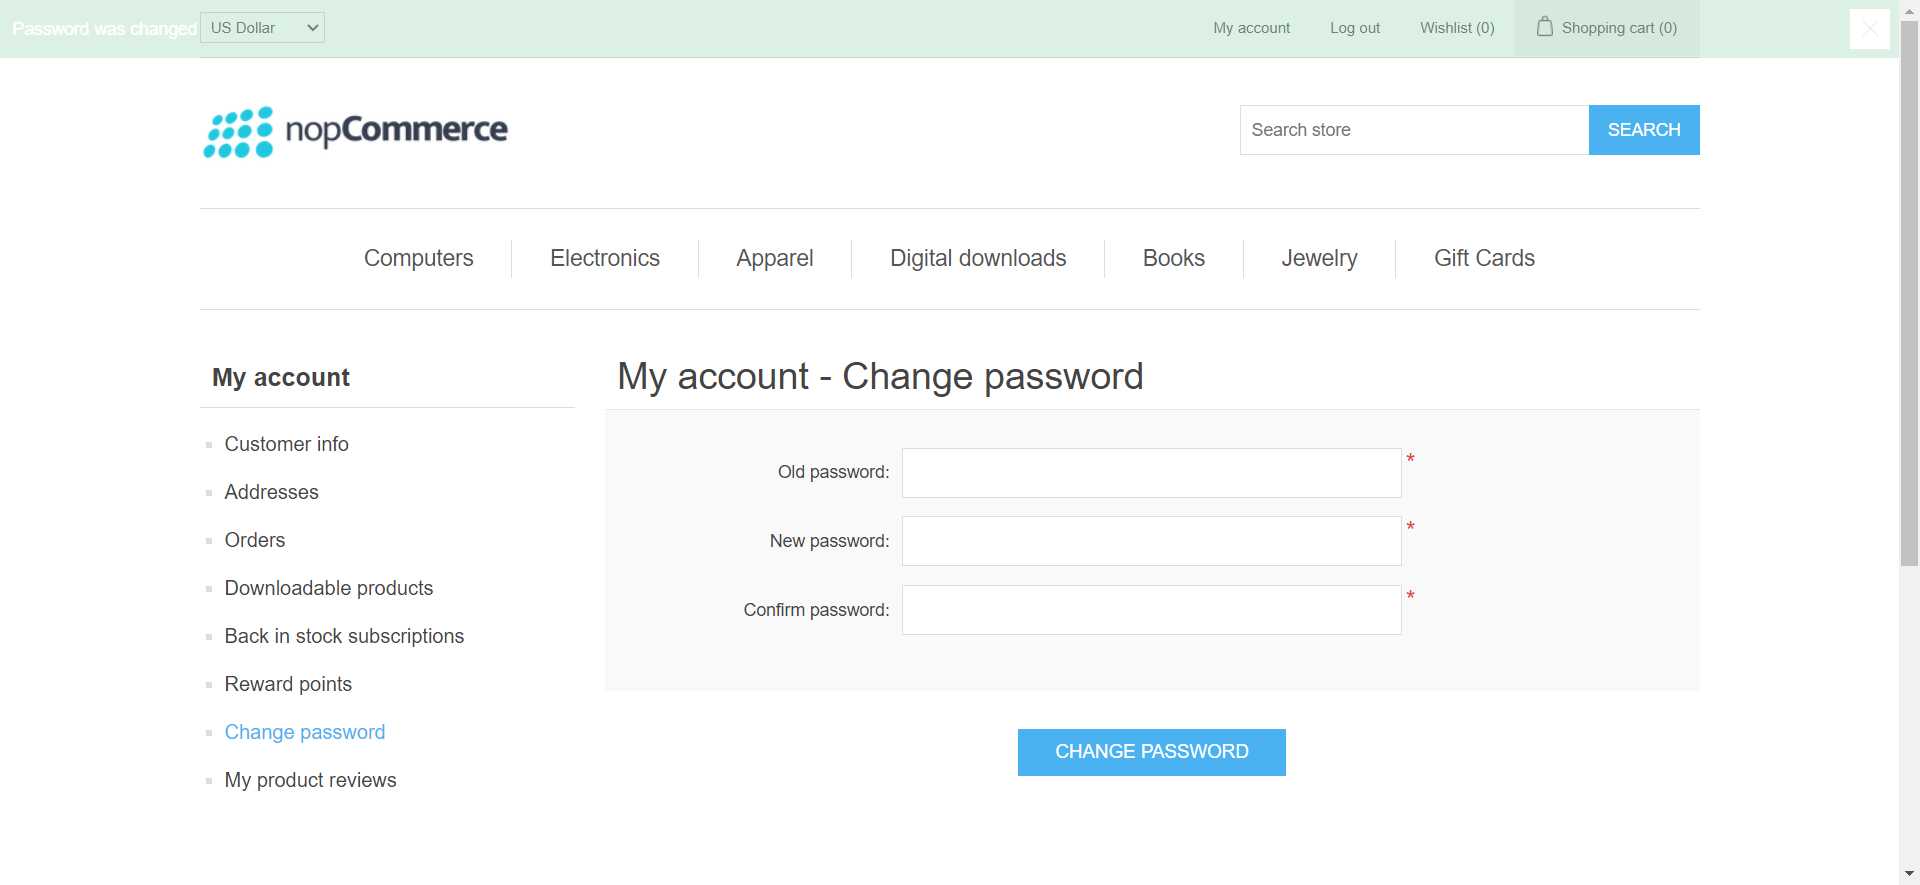 Password was changed
US Dollar
My account
Log out
Wishlist (0)
Shopping cart (0)
nopCommerce
Search store
SEARCH
Computers
Electronics
Apparel
Digital downloads
Books
Jewelry
Gift Cards
My account
Customer info
Addresses
Orders
Downloadable products
Back in stock subscriptions
Reward points
Change password
My product reviews
My account - Change password
Old password: *
New password: *
Confirm password: *
CHANGE PASSWORD